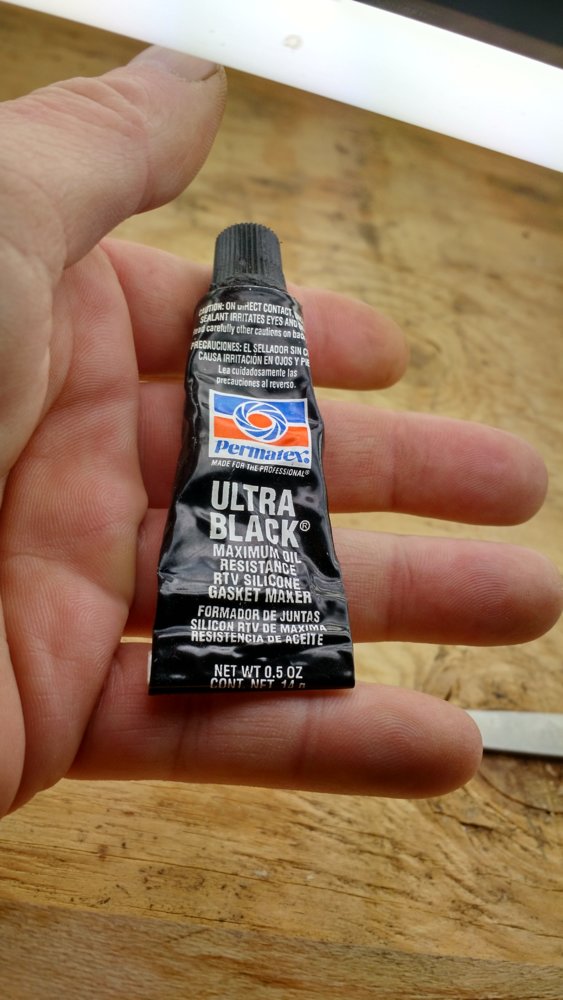 CAUTION: ON DIRECT CONTACT,
SEALANT IRRITATES EYES AND
read carefully other cautions on back
PRECAUCIONES: EL SELLADOR SIN
CAUSA IRRITACIÓN EN OJOS Y
Lea cuidadosamente las
precauciones al reverso.
Permatex®
MADE FOR THE PROFESSIONAL®
ULTRA
BLACK®
MAXIMUM OIL
RESISTANCE
RTV SILICONE
GASKET MAKER
FORMADOR DE JUNTAS
SILICON RTV DE MAXIMA
RESISTENCIA DE ACEITE
NET WT 0.5 OZ
CONT. NET. 14 g